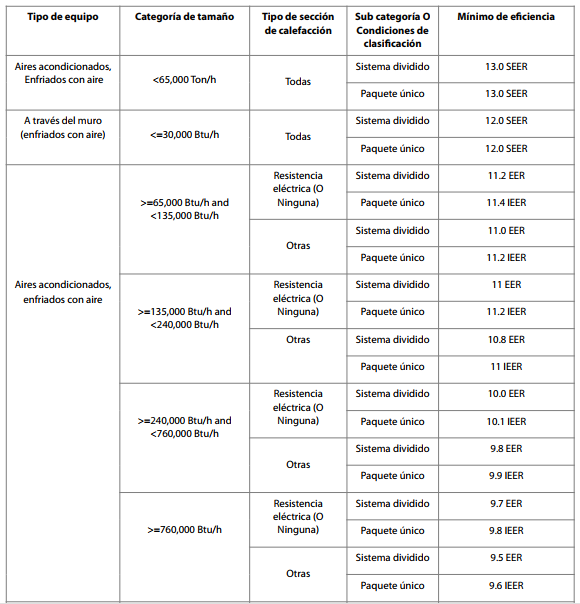 Tipo de equipo
Categoría de tamaño
Tipo de sección
de calefacción
Sub categoría O
Condiciones de
clasificación
Mínimo de eficiencia
Aires acondicionados,
Enfriados con aire
<65,000 Ton/h
Todas
Sistema dividido
13.0 SEER
Paquete único
13.0 SEER
A través del muro
(enfriados con aire)
<=30,000 Btu/h
Todas
Sistema dividido
12.0 SEER
Paquete único
12.0 SEER
Aires acondicionados,
enfriados con aire
>=65,000 Btu/h and
<135,000 Btu/h
Resistencia
eléctrica (O
Ninguna)
Sistema dividido
11.2 EER
Paquete único
11.4 IEER
Otras
Sistema dividido
11.0 EER
Paquete único
11.2 IEER
>=135,000 Btu/h and
<240,000 Btu/h
Resistencia
eléctrica (O
Ninguna)
Sistema dividido
11 EER
Paquete único
11.2 IEER
Otras
Sistema dividido
10.8 EER
Paquete único
11 IEER
>=240,000 Btu/h and
<760,000 Btu/h
Resistencia
eléctrica (O
Ninguna)
Sistema dividido
10.0 EER
Paquete único
10.1 IEER
Otras
Sistema dividido
9.8 EER
Paquete único
9.9 IEER
>=760,000 Btu/h
Resistencia
eléctrica (O
Ninguna)
Sistema dividido
9.7 EER
Paquete único
9.8 IEER
Otras
Sistema dividido
9.5 EER
Paquete único
9.6 IEER